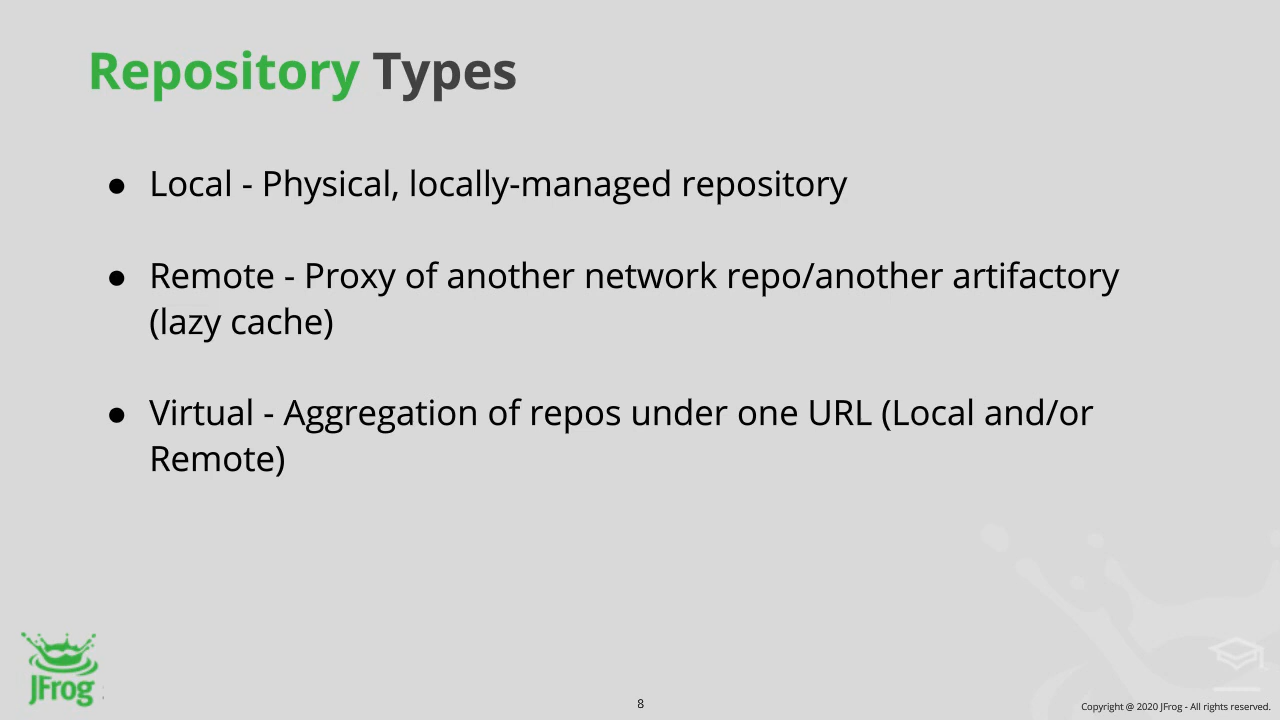 Repository Types
● Local - Physical, locally-managed repository
● Remote - Proxy of another network repo/another artifactory
(lazy cache)
● Virtual - Aggregation of repos under one URL (Local and/or
Remote)
JFrog
8
Copyright @ 2020 JFrog - All rights reserved.